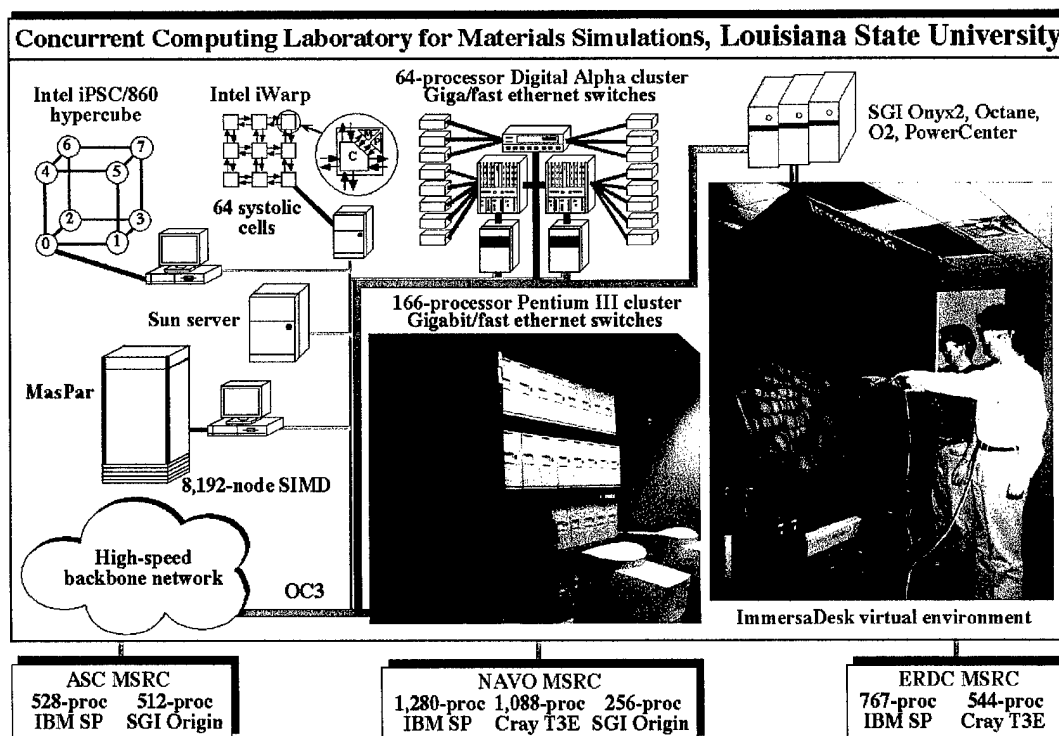 Concurrent Computing Laboratory for Materials Simulations, Louisiana State University
Intel iPSC/860
hypercube
6
7
4
5
2
3
0
1
Intel iWarp
C
64 systolic
cells
64-processor Digital Alpha cluster
Giga/fast ethernet switches
SGI Onyx2, Octane,
O2, PowerCenter
Sun server
166-processor Pentium III cluster
Gigabit/fast ethernet switches
MasPar
8,192-node SIMD
High-speed
backbone network
OC3
ImmersaDesk virtual environment
ASC MSRC
528-proc 512-proc
IBM SP SGI Origin
NAVO MSRC
1,280-proc 1,088-proc 256-proc
IBM SP Cray T3E SGI Origin
ERDC MSRC
767-proc 544-proc
IBM SP Cray T3E